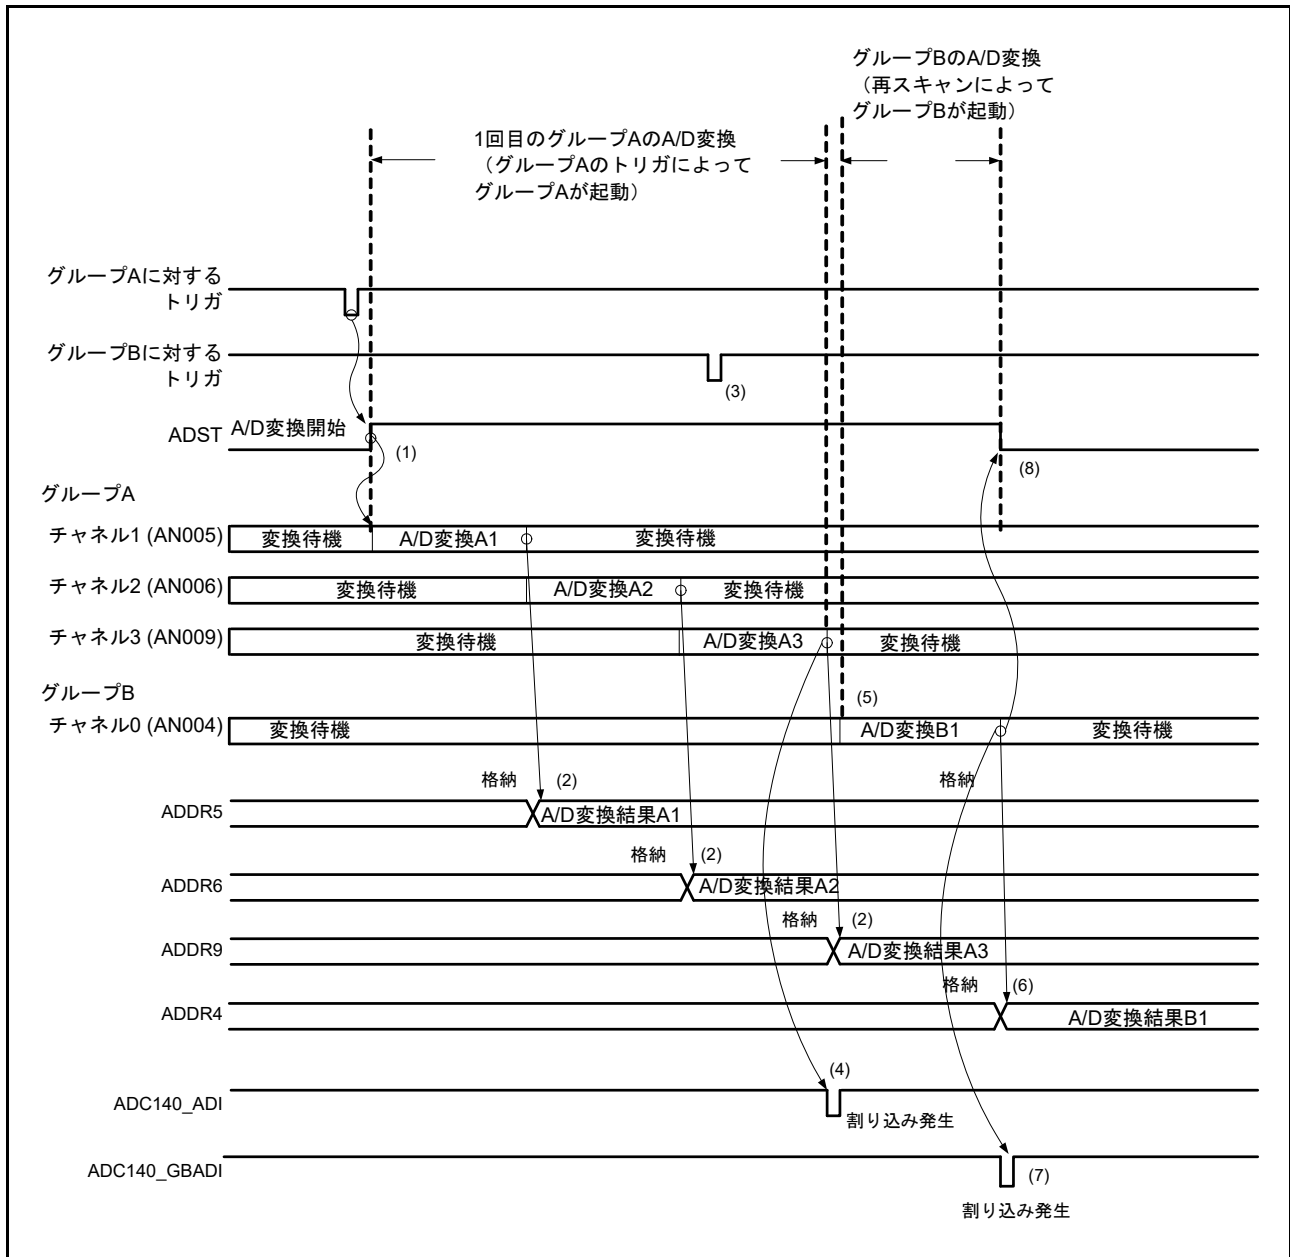 グループBのA/D変換
（再スキャンによって
グループBが起動）
1回目のグループAのA/D変換
（グループAのトリガによって
グループAが起動）
グループAに対する
トリガ
グループBに対する
トリガ
(3)
ADST
A/D変換開始
(1)
(8)
グループA
チャネル1 (AN005)
変換待機
A/D変換A1
変換待機
チャネル2 (AN006)
変換待機
A/D変換A2
変換待機
チャネル3 (AN009)
変換待機
A/D変換A3
変換待機
グループB
(5)
チャネル0 (AN004)
変換待機
A/D変換B1
変換待機
格納
(2)
格納
ADDR5
A/D変換結果A1
格納
(2)
ADDR6
A/D変換結果A2
格納
(2)
ADDR9
A/D変換結果A3
格納
(6)
ADDR4
A/D変換結果B1
(4)
ADC140_ADI
割り込み発生
ADC140_GBADI
(7)
割り込み発生